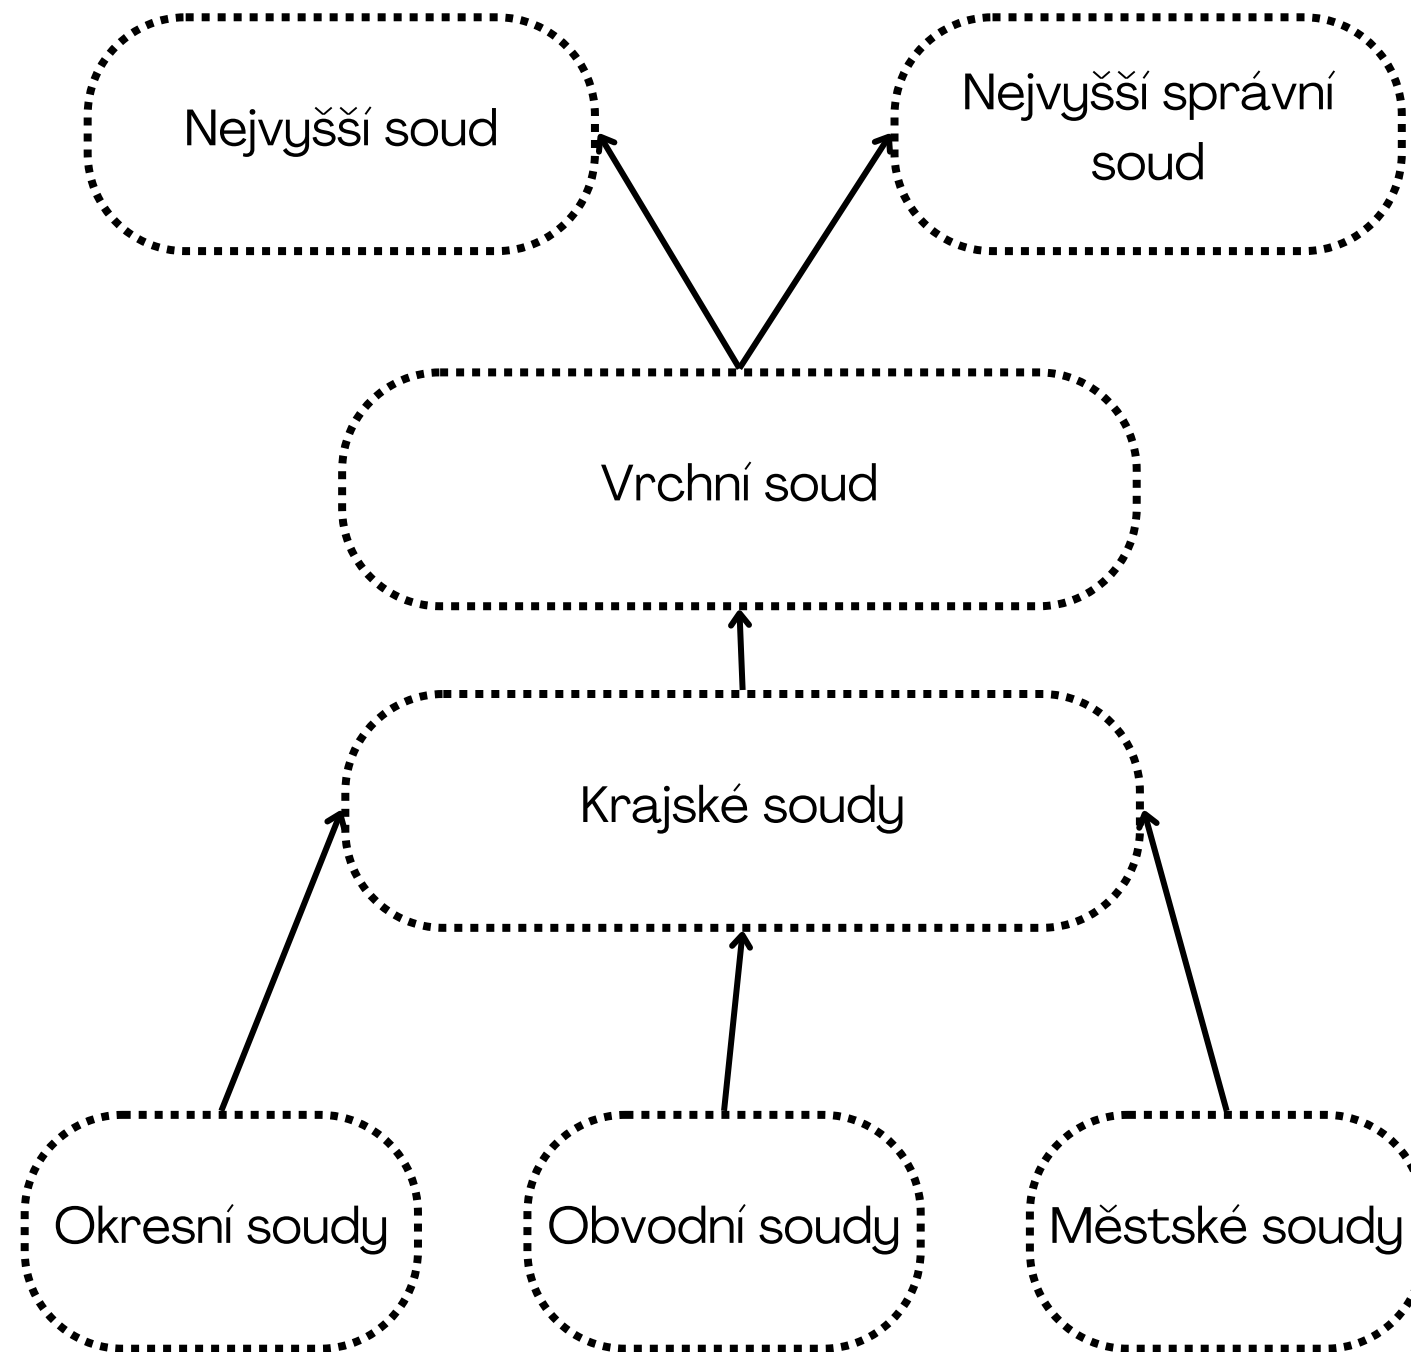 Nejvyšší soud
Nejvyšší správní
soud
Vrchní soud
Krajské soudy
Okresní soudy
Obvodní soudy
Městské soudy